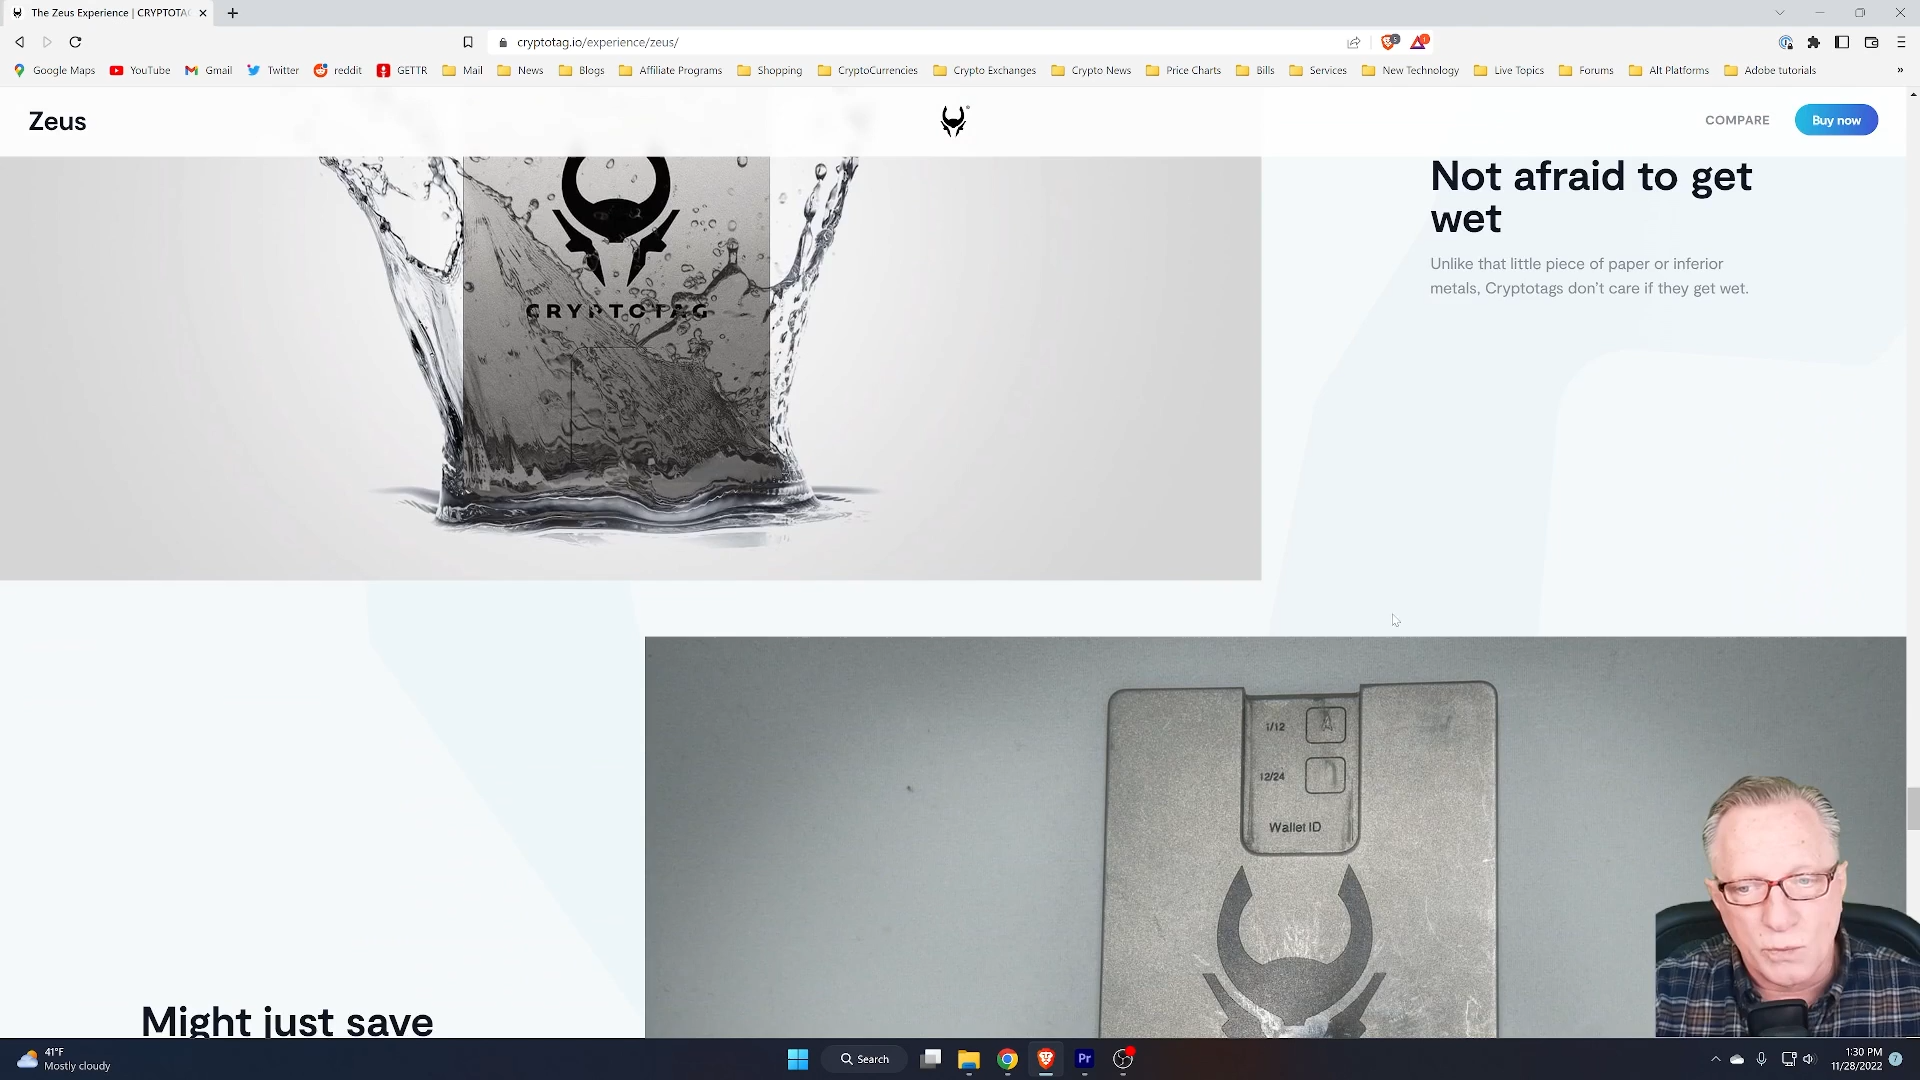 The Zeus Experience | CRYPTOTA
cryptotag.io/experience/zeus/
Google Maps
YouTube
Gmail
Twitter
reddit
GETTR
Mail
News
Blogs
Affiliate Programs
Shopping
CryptoCurrencies
Crypto Exchanges
Crypto News
Price Charts
Bills
Services
New Technology
Live Topics
Forums
Alt Platforms
Adobe tutorials
»
Zeus
COMPARE
Buy now
Not afraid to get
wet
Unlike that little piece of paper or inferior
metals, Cryptotags don't care if they get wet.
CRYPTOTAG
1/12
12/24
Wallet ID
Might just save
41°F
Mostly cloudy
Search
Pr
1:30 PM
11/28/2022
7